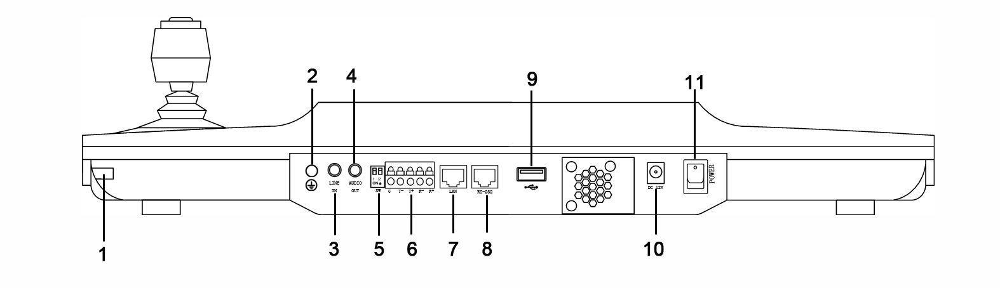 2 4 9 11
LINE
IN
AUDIO
OUT
1 2
ON
SW
G T- T+ R- R+
LAN
RS-232
DC 12V
POWER
1 3 5 6 7 8 10